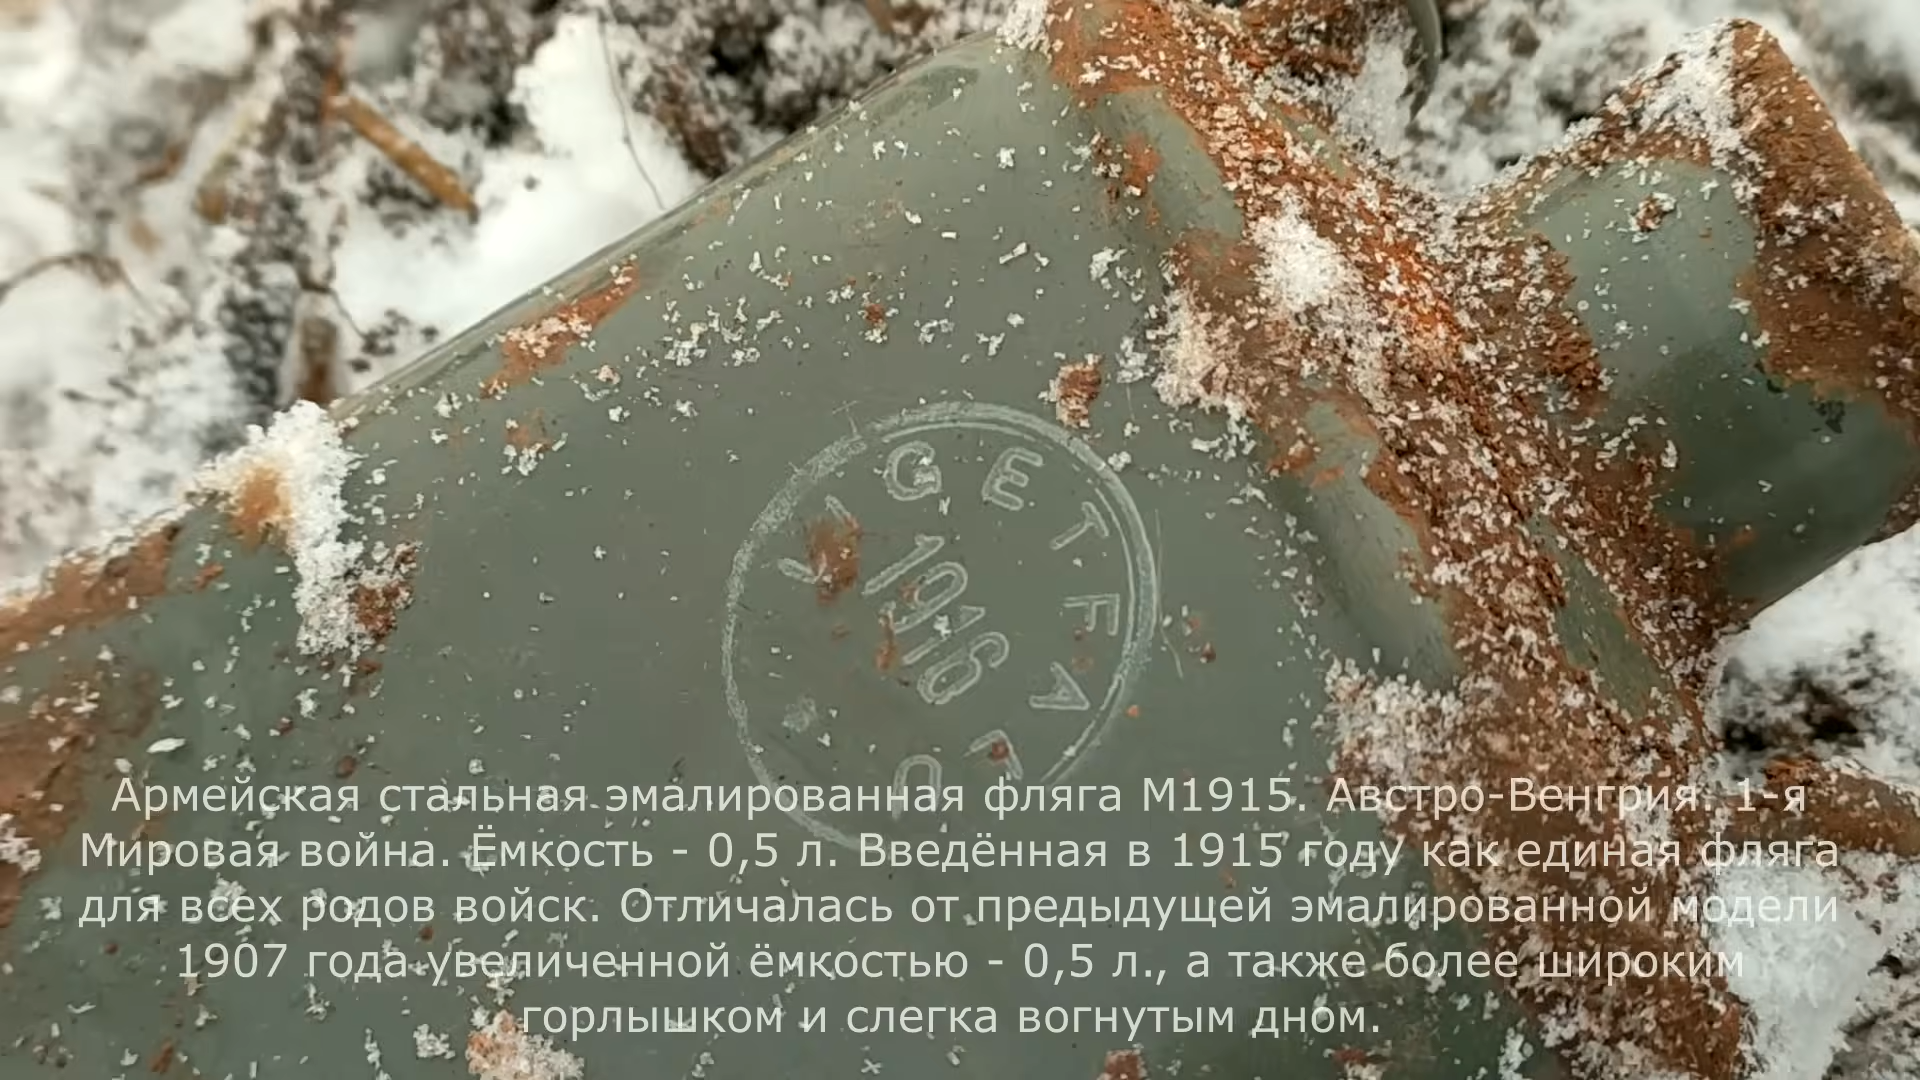 GETFALU
1916
Армейская стальная эмалированная фляга М1915. Австро-Венгрия. 1-я
Мировая война. Ёмкость - 0,5 л. Введённая в 1915 году как единая фляга
для всех родов войск. Отличалась от предыдущей эмалированной модели
1907 года увеличенной ёмкостью - 0,5 л., а также более широким
горлышком и слегка вогнутым дном.